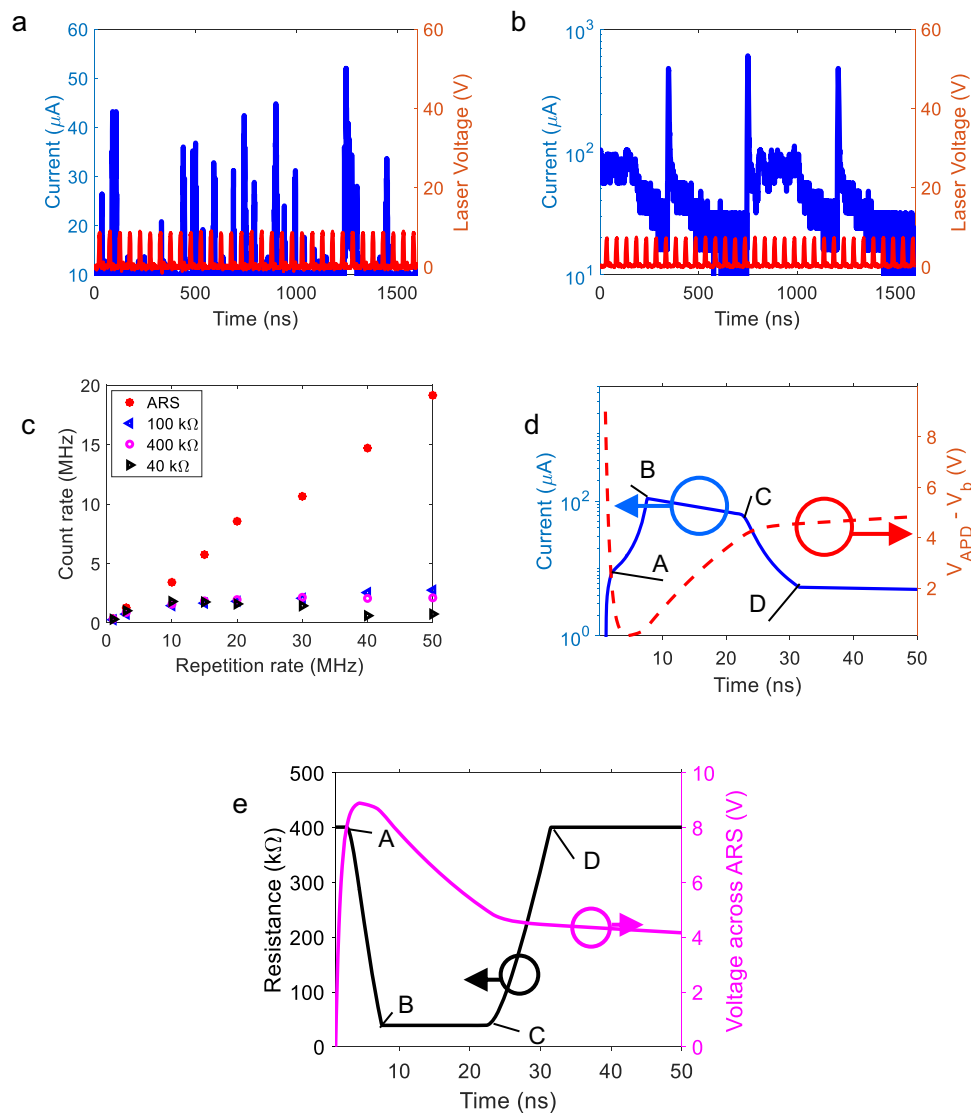 a
60
50
40
30
20
10
Current (μA)
60
40
20
0
Laser Voltage (V)
0
500
1000
1500
Time (ns)
b
10³
10²
10¹
Current (μA)
60
40
20
0
Laser Voltage (V)
0
500
1000
1500
Time (ns)
c
20
15
10
5
0
Count rate (MHz)
ARS
100 kΩ
400 kΩ
40 kΩ
0
10
20
30
40
50
Repetition rate (MHz)
d
10²
10⁰
Current (μA)
B
C
A
D
8
6
4
2
V_APD - V_b (V)
10
20
30
40
50
Time (ns)
e
500
400
300
200
100
0
Resistance (kΩ)
A
D
B
C
10
8
6
4
2
0
Voltage across ARS (V)
10
20
30
40
50
Time (ns)